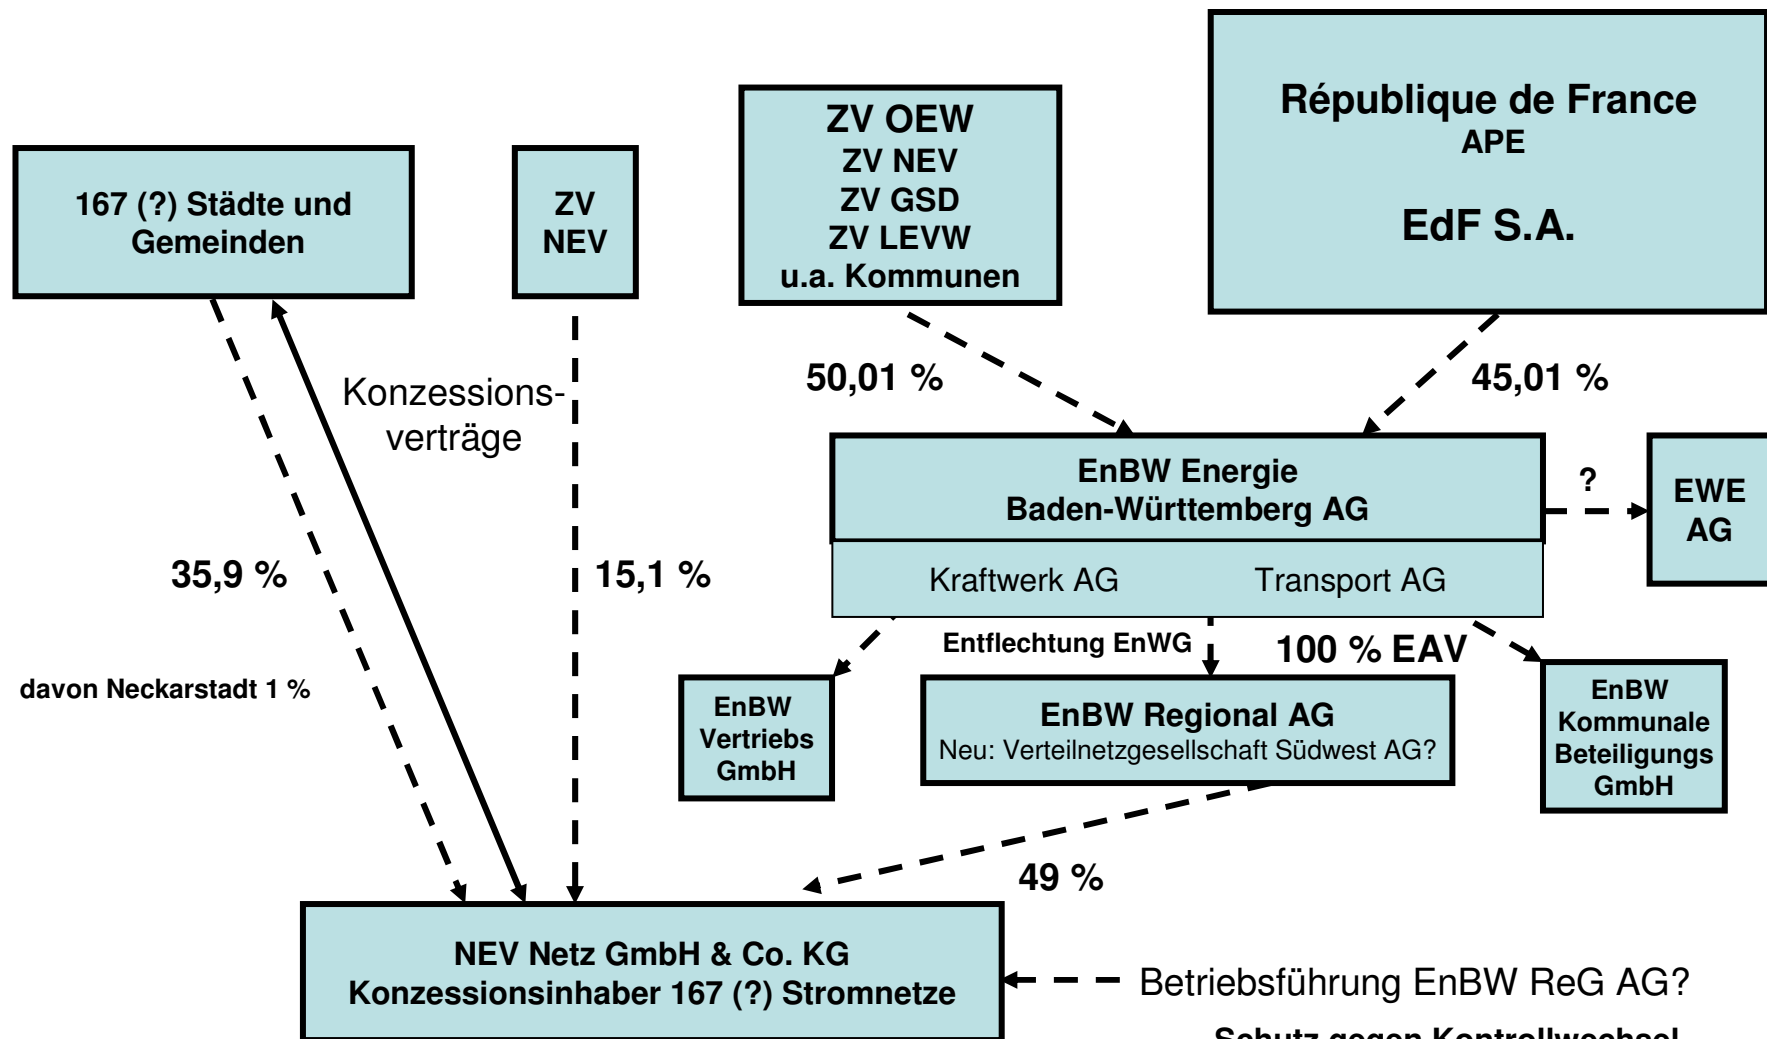 République de France
APE
EdF S.A.
ZV OEW
ZV NEV
ZV GSD
ZV LEVW
u.a. Kommunen
167 (?) Städte und
Gemeinden
ZV
NEV
50,01 %
45,01 %
Konzessions-
verträge
EnBW Energie
Baden-Württemberg AG
?
EWE
AG
35,9 %
15,1 %
Kraftwerk AG
Transport AG
Entflechtung EnWG
100 % EAV
davon Neckarstadt 1 %
EnBW
Vertriebs
GmbH
EnBW Regional AG
Neu: Verteilnetzgesellschaft Südwest AG?
EnBW
Kommunale
Beteiligungs
GmbH
49 %
NEV Netz GmbH & Co. KG
Konzessionsinhaber 167 (?) Stromnetze
Betriebsführung EnBW ReG AG?
Schutz gegen Kontrollwechsel